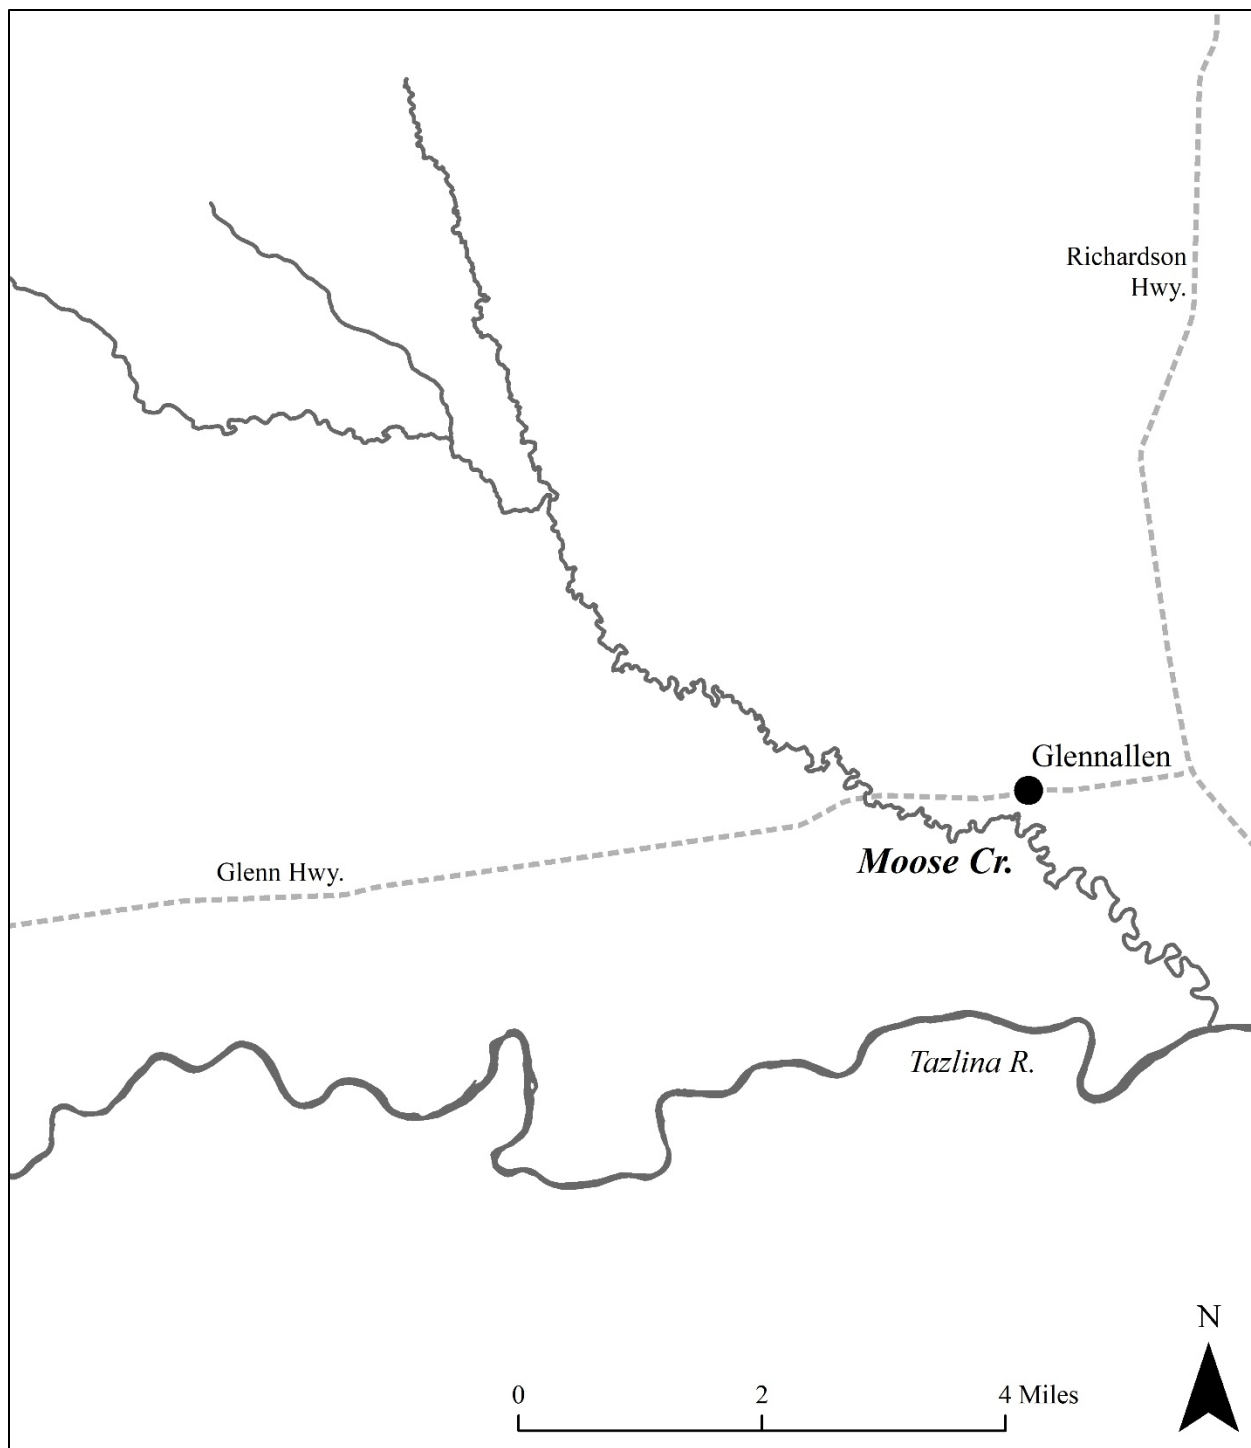 Richardson
Hwy.
Glennallen
Moose Cr.
Glenn Hwy.
Tazlina R.
N
0 2 4 Miles